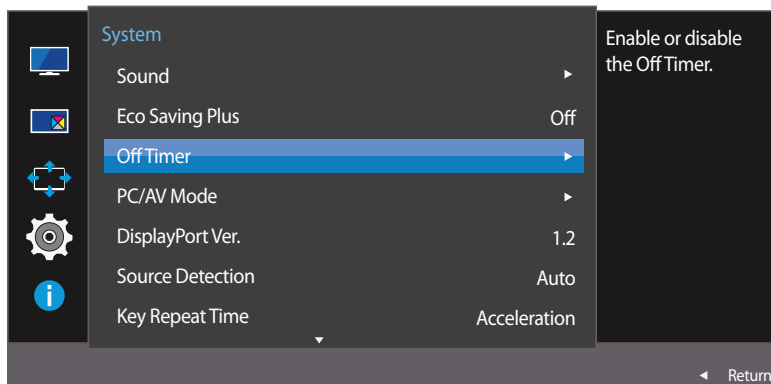 System
Sound
Eco Saving Plus Off
Off Timer
PC/AV Mode
DisplayPort Ver. 1.2
Source Detection Auto
Key Repeat Time Acceleration
Enable or disable
the Off Timer.
Return